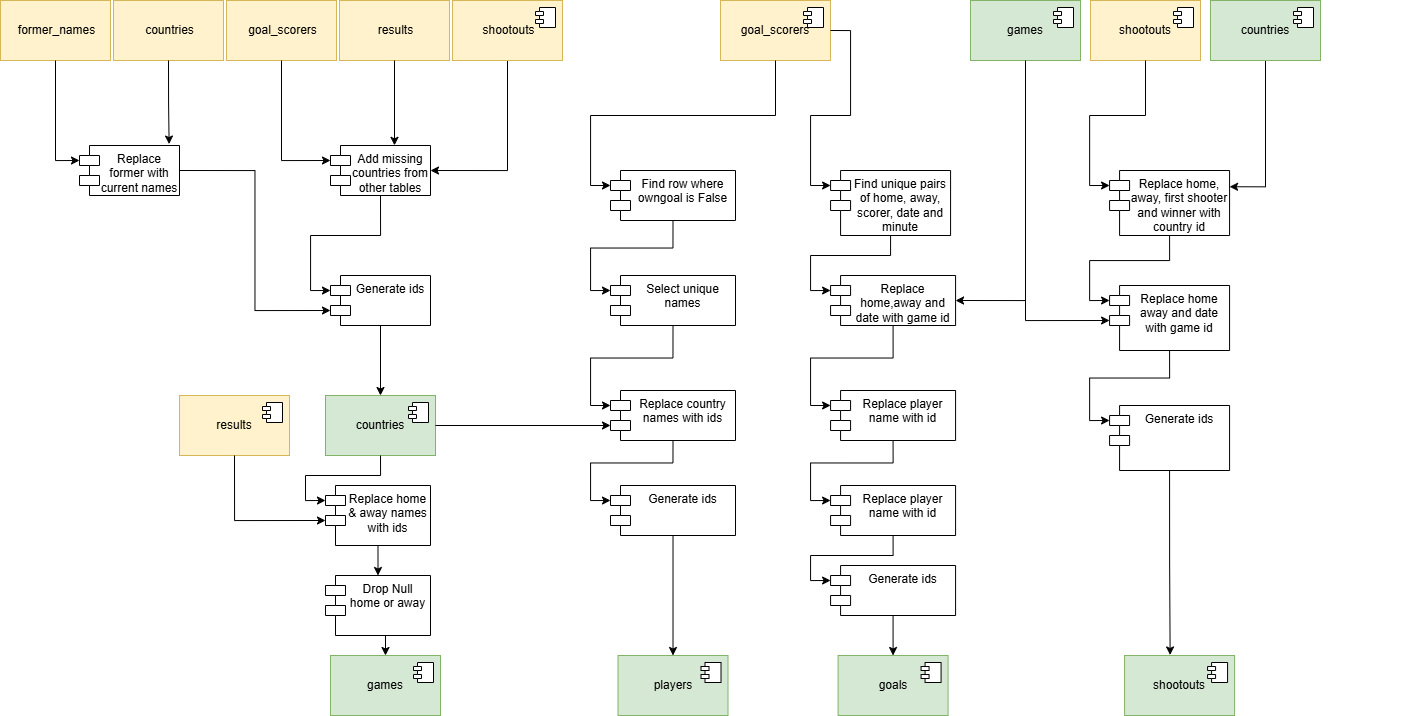 former_names
countries
goal_scorers
results
shootouts
goal_scorers
games
shootouts
countries
Replace
former with
current names
Add missing
countries from
other tables
Find row where
owngoal is False
Find unique pairs
of home, away,
scorer, date and
minute
Replace home,
away, first shooter
and winner with
country id
Generate ids
Select unique
names
Replace
home,away and
date with game id
Replace home
away and date
with game id
results
countries
Replace country
names with ids
Replace player
name with id
Generate ids
Replace home
& away names
with ids
Generate ids
Replace player
name with id
Drop Null
home or away
Generate ids
games
players
goals
shootouts